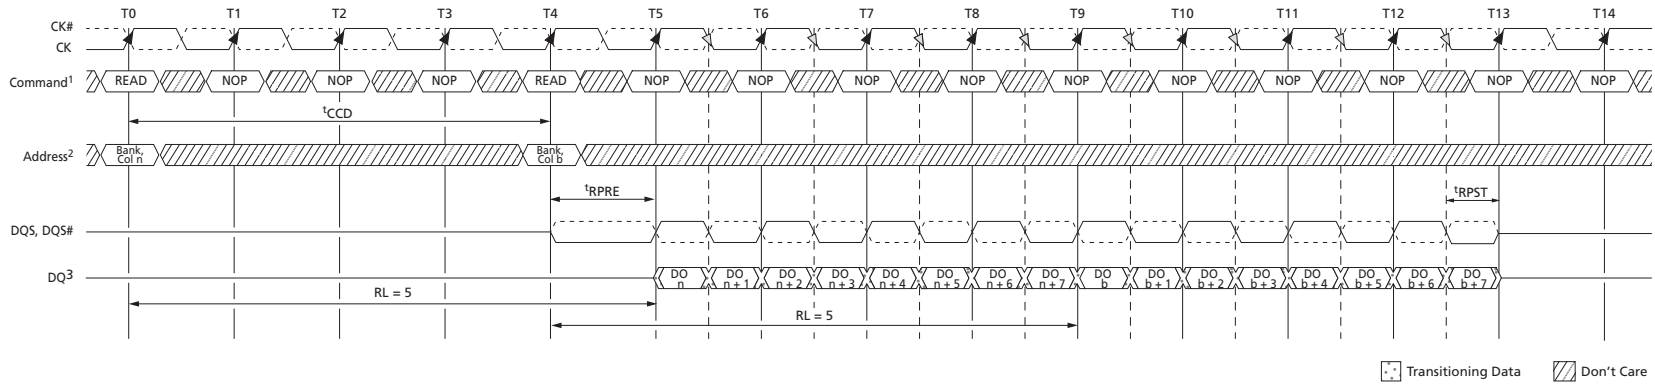 T0 T1 T2 T3 T4 T5 T6 T7 T8 T9 T10 T11 T12 T13 T14
CK#
CK
Command1 READ NOP NOP NOP READ NOP NOP NOP NOP NOP NOP NOP NOP NOP NOP
tCCD
Address2 Bank, Col n Bank, Col b
tRPRE tRPST
DQS, DQS#
DQ3 DO n DO n + 1 DO n + 2 DO n + 3 DO n + 4 DO n + 5 DO n + 6 DO n + 7 DO b DO b + 1 DO b + 2 DO b + 3 DO b + 4 DO b + 5 DO b + 6 DO b + 7
RL = 5
RL = 5
Transitioning Data Don't Care